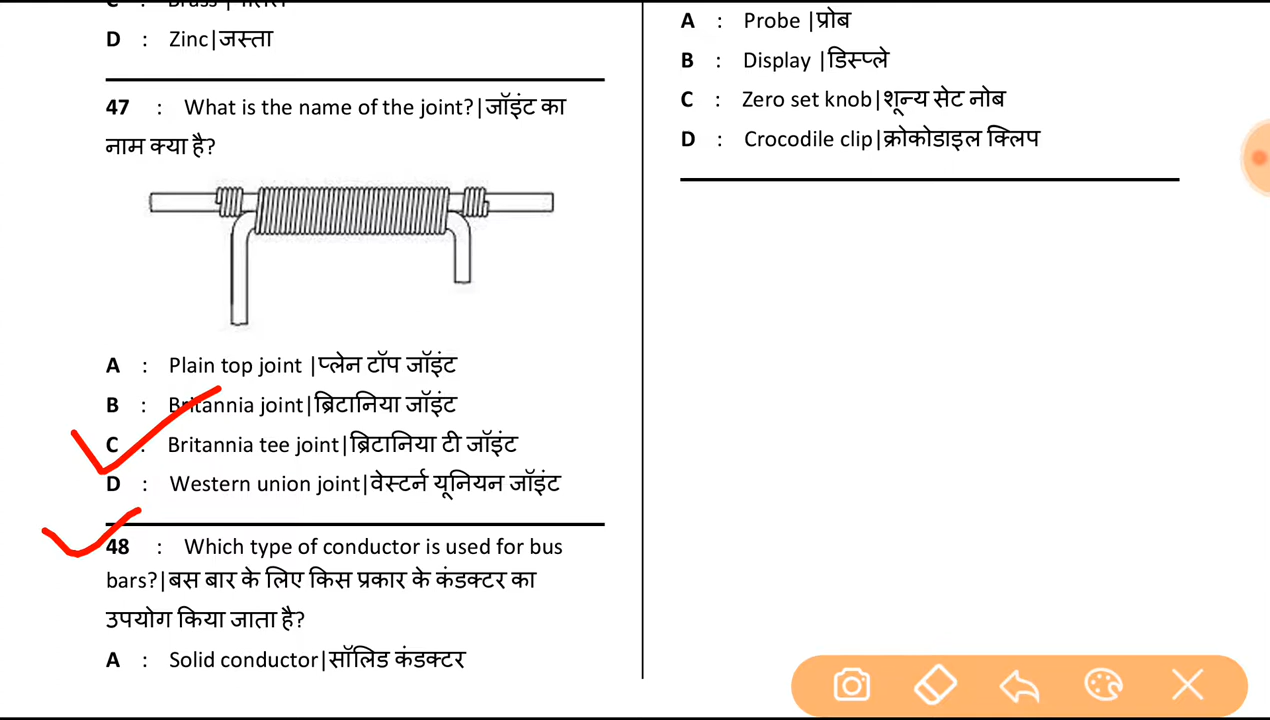 D : Zinc|जस्ता
47 : What is the name of the joint?|जॉइंट का
नाम क्या है?
A : Plain top joint |प्लेन टॉप जॉइंट
B : Britannia joint|ब्रिटानिया जॉइंट
C : Britannia tee joint|ब्रिटानिया टी जॉइंट
D : Western union joint|वेस्टर्न यूनियन जॉइंट
48 : Which type of conductor is used for bus
bars?|बस बार के लिए किस प्रकार के कंडक्टर का
उपयोग किया जाता है?
A : Solid conductor|सॉलिड कंडक्टर
A : Probe |प्रोब
B : Display |डिस्प्ले
C : Zero set knob|शून्य सेट नोब
D : Crocodile clip|क्रोकोडाइल क्लिप